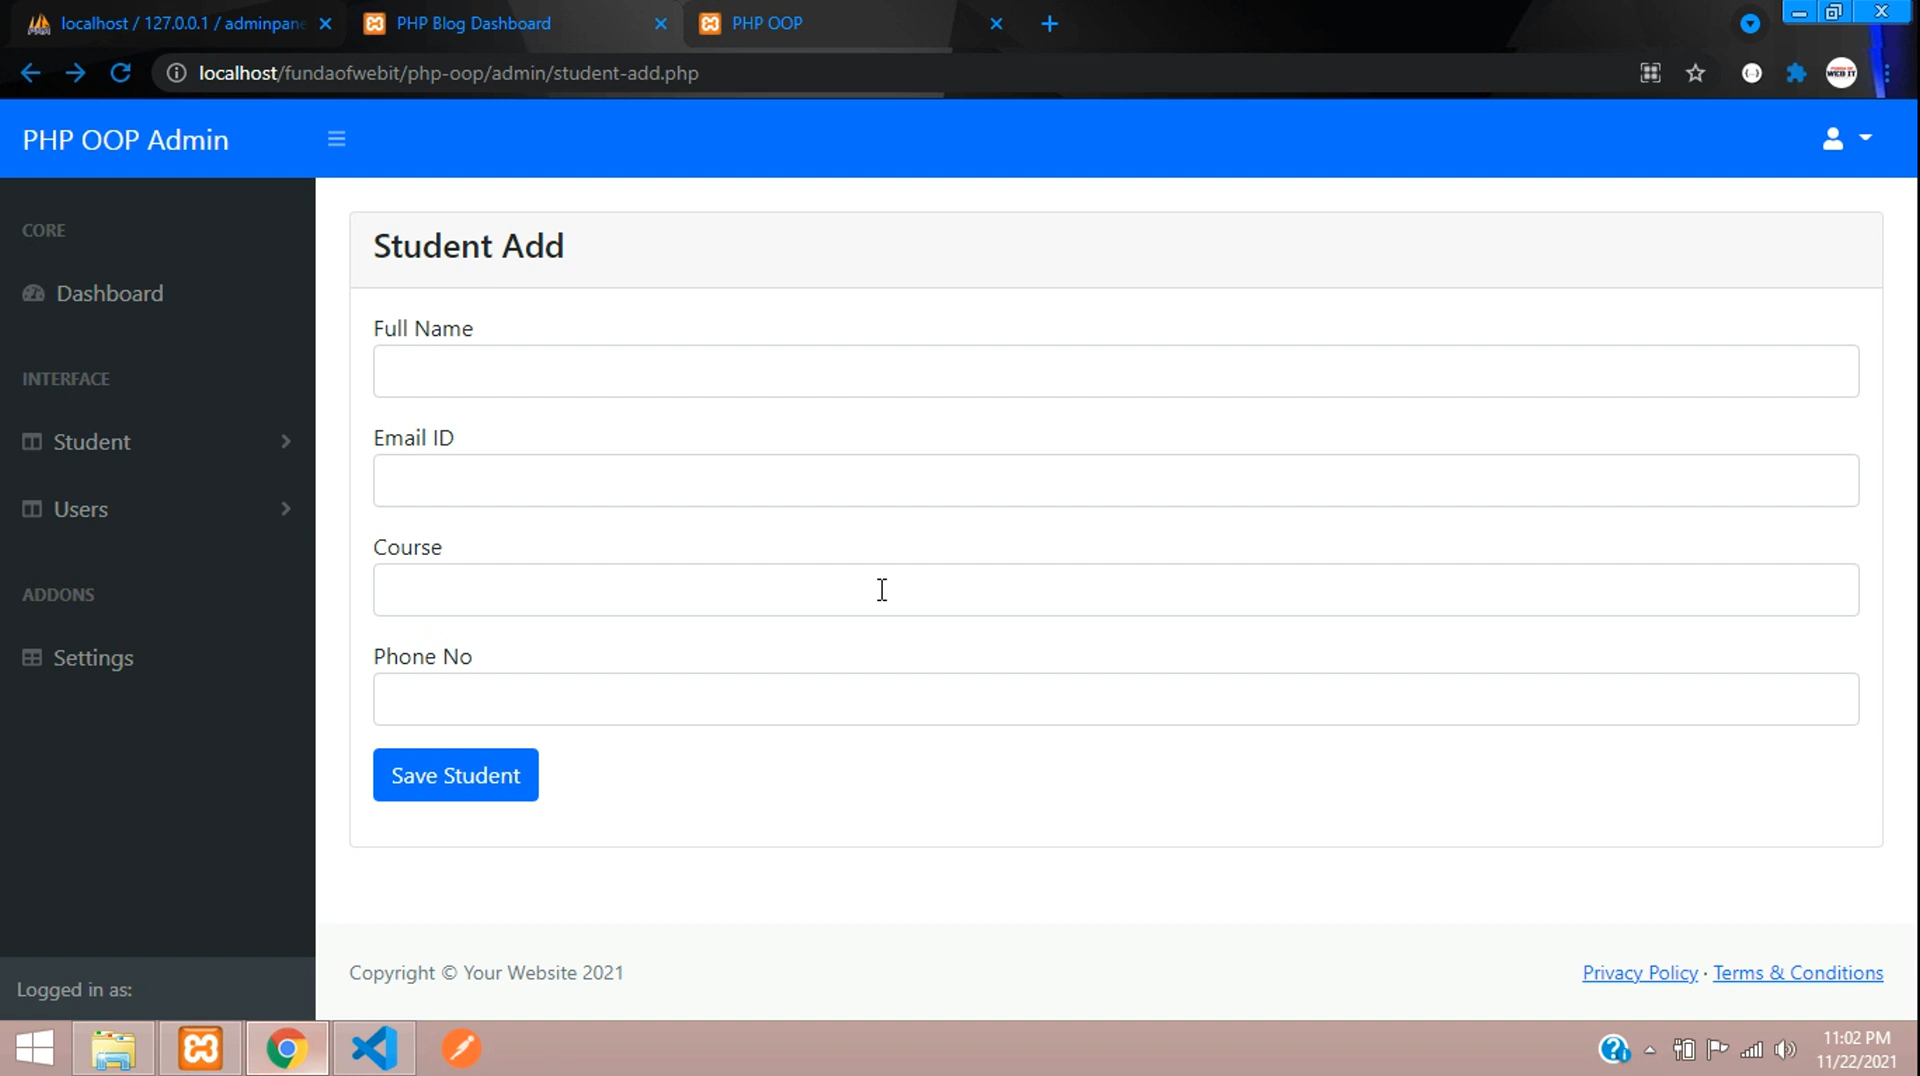 localhost / 127.0.0.1 / adminpane
PHP Blog Dashboard
PHP OOP
localhost/fundaofwebit/php-oop/admin/student-add.php
WEB IT
PHP OOP Admin
CORE
Dashboard
INTERFACE
Student
Users
ADDONS
Settings
Logged in as:
Student Add
Full Name
Email ID
Course
Phone No
Save Student
Copyright © Your Website 2021
Privacy Policy · Terms & Conditions
11:02 PM
11/22/2021